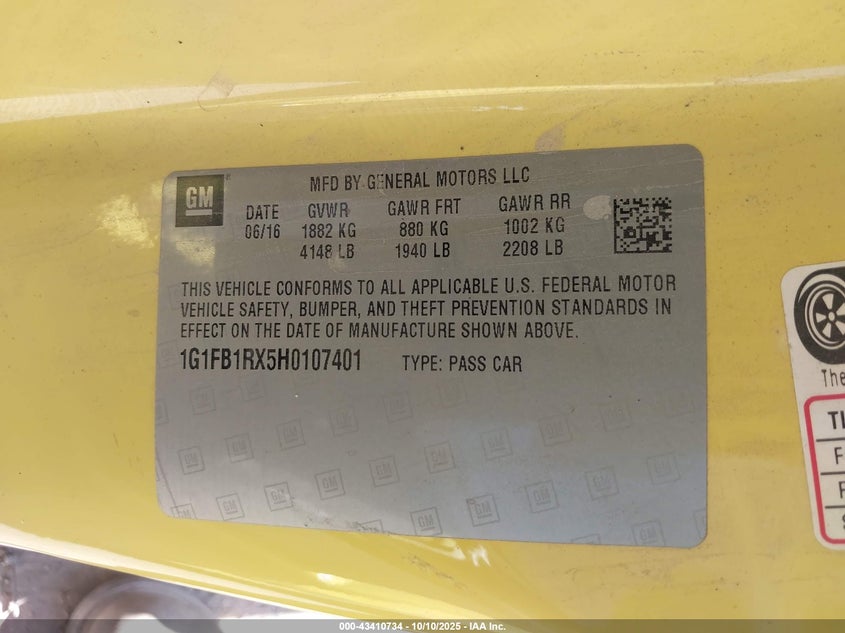 GM
MFD BY GENERAL MOTORS LLC
DATE GVWR GAWR FRT GAWR RR
06/16 1882 KG 880 KG 1002 KG
4148 LB 1940 LB 2208 LB
THIS VEHICLE CONFORMS TO ALL APPLICABLE U.S. FEDERAL MOTOR
VEHICLE SAFETY, BUMPER, AND THEFT PREVENTION STANDARDS IN
EFFECT ON THE DATE OF MANUFACTURE SHOWN ABOVE.
1G1FB1RX5H0107401 TYPE: PASS CAR
The
TI
F
000-43410734 - 10/10/2025 - IAA Inc.